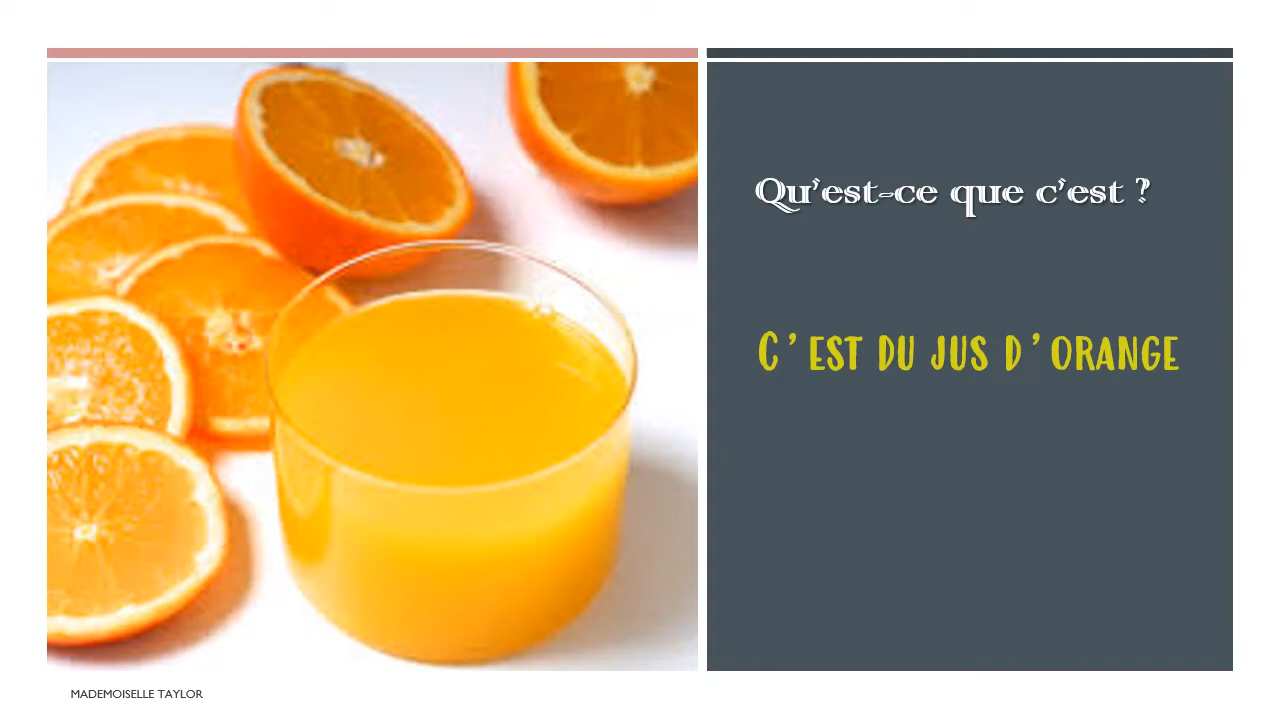 Qu'est-ce que c'est ?
C'EST DU JUS D'ORANGE
MADEMOISELLE TAYLOR